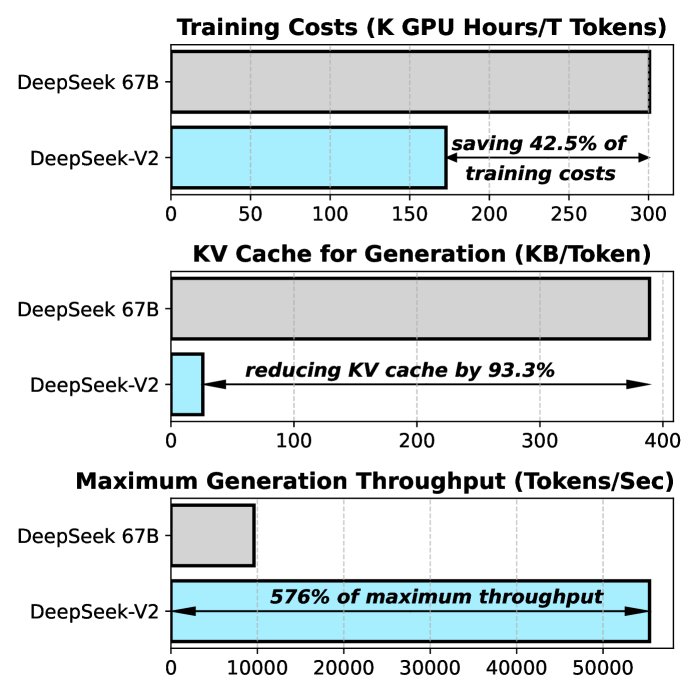 Training Costs (K GPU Hours/T Tokens)
DeepSeek 67B
DeepSeek-V2
saving 42.5% of
training costs
0 50 100 150 200 250 300
KV Cache for Generation (KB/Token)
DeepSeek 67B
DeepSeek-V2
reducing KV cache by 93.3%
0 100 200 300 400
Maximum Generation Throughput (Tokens/Sec)
DeepSeek 67B
DeepSeek-V2
576% of maximum throughput
0 10000 20000 30000 40000 50000